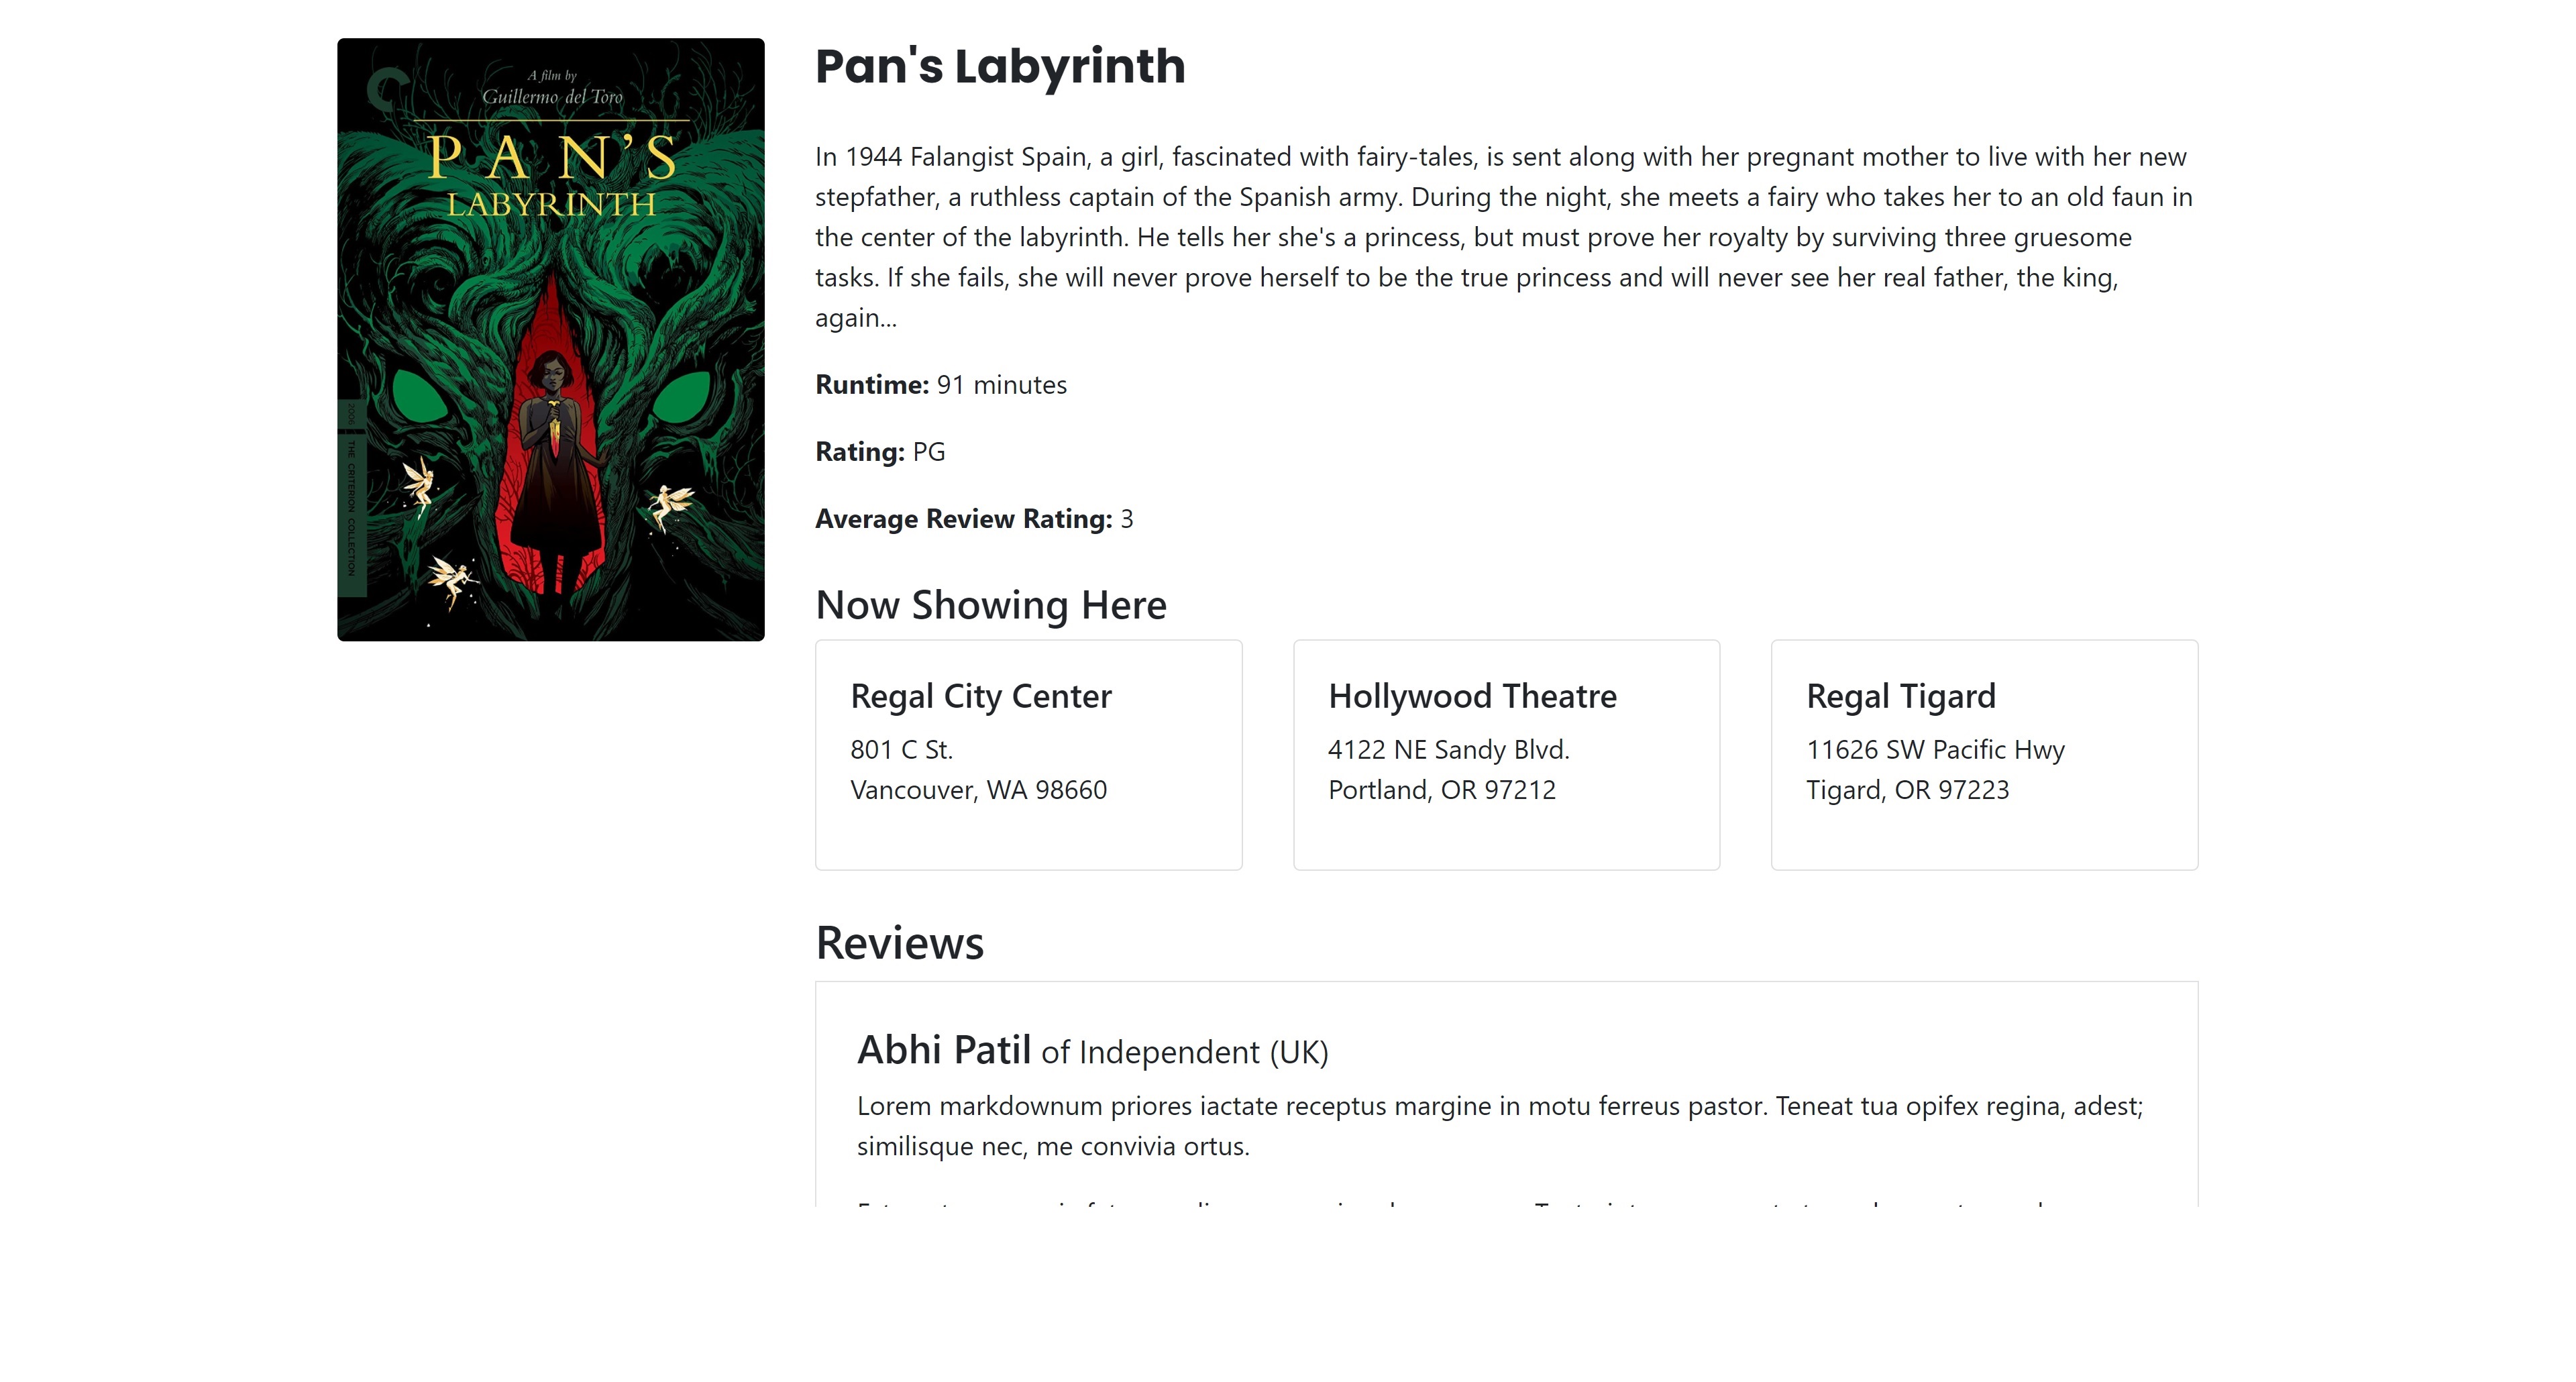 A film by
Guillermo del Toro
PAN'S
LABYRINTH
2006
THE CRITERION COLLECTION
Pan's Labyrinth
In 1944 Falangist Spain, a girl, fascinated with fairy-tales, is sent along with her pregnant mother to live with her new
stepfather, a ruthless captain of the Spanish army. During the night, she meets a fairy who takes her to an old faun in
the center of the labyrinth. He tells her she's a princess, but must prove her royalty by surviving three gruesome
tasks. If she fails, she will never prove herself to be the true princess and will never see her real father, the king,
again...
Runtime: 91 minutes
Rating: PG
Average Review Rating: 3
Now Showing Here
Regal City Center
801 C St.
Vancouver, WA 98660
Hollywood Theatre
4122 NE Sandy Blvd.
Portland, OR 97212
Regal Tigard
11626 SW Pacific Hwy
Tigard, OR 97223
Reviews
Abhi Patil of Independent (UK)
Lorem markdownum priores iactate receptus margine in motu ferreus pastor. Teneat tua opifex regina, adest;
similisque nec, me convivia ortus.